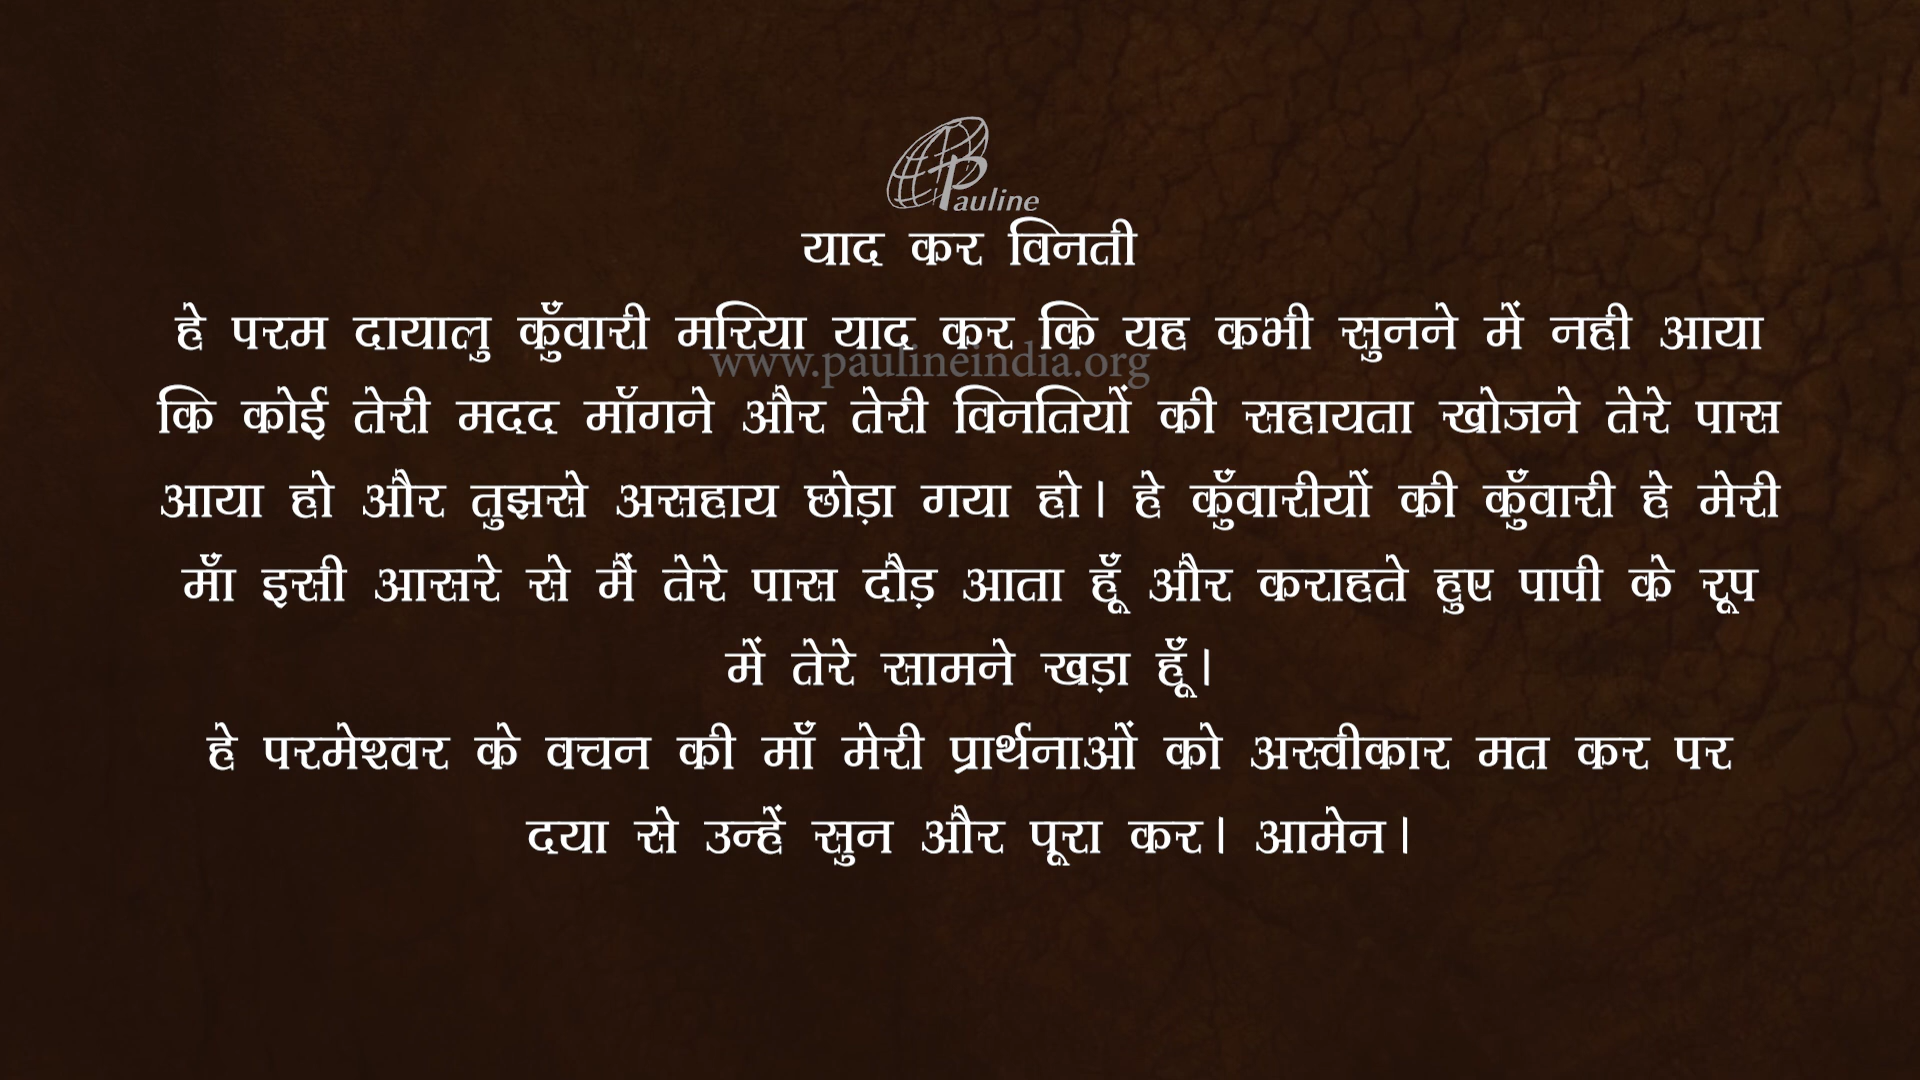 Pauline
याद कर विनती
हे परम दायालु कुँवारी मरिया याद कर कि यह कभी सुनने में नही आया
www.paulineindia.org
कि कोई तेरी मदद मॉगने और तेरी विनतियों की सहायता खोजने तेरे पास
आया हो और तुझसे असहाय छोड़ा गया हो। हे कुँवारीयों की कुँवारी हे मेरी
माँ इसी आसरे से मैं तेरे पास दौड़ आता हूँ और कराहते हुए पापी के रूप
में तेरे सामने खड़ा हूँ।
हे परमेश्वर के वचन की माँ मेरी प्रार्थनाओं को अस्वीकार मत कर पर
दया से उन्हें सुन और पूरा कर। आमेन।